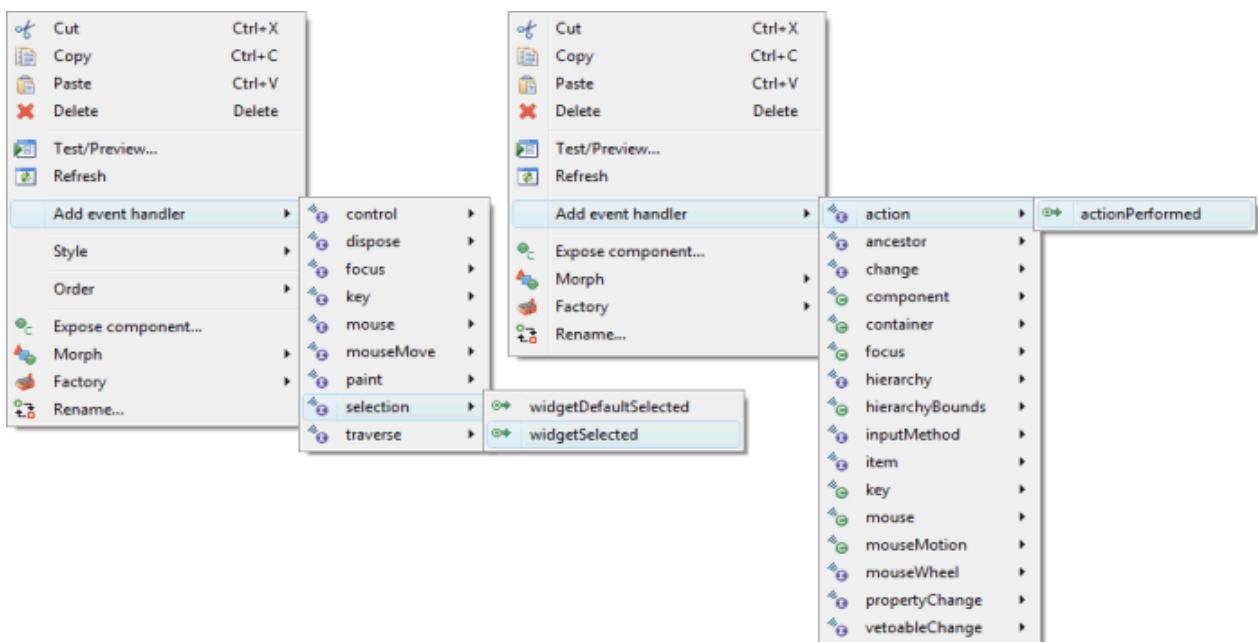 Cut Ctrl+X
Copy Ctrl+C
Paste Ctrl+V
Delete Delete
Test/Preview...
Refresh
Add event handler
Style
Order
Expose component...
Morph
Factory
Rename...
control
dispose
focus
key
mouse
mouseMove
paint
selection
traverse
widgetDefaultSelected
widgetSelected
Cut Ctrl+X
Copy Ctrl+C
Paste Ctrl+V
Delete Delete
Test/Preview...
Refresh
Add event handler
Expose component...
Morph
Factory
Rename...
action
ancestor
change
component
container
focus
hierarchy
hierarchyBounds
inputMethod
item
key
mouse
mouseMotion
mouseWheel
propertyChange
vetoableChange
actionPerformed